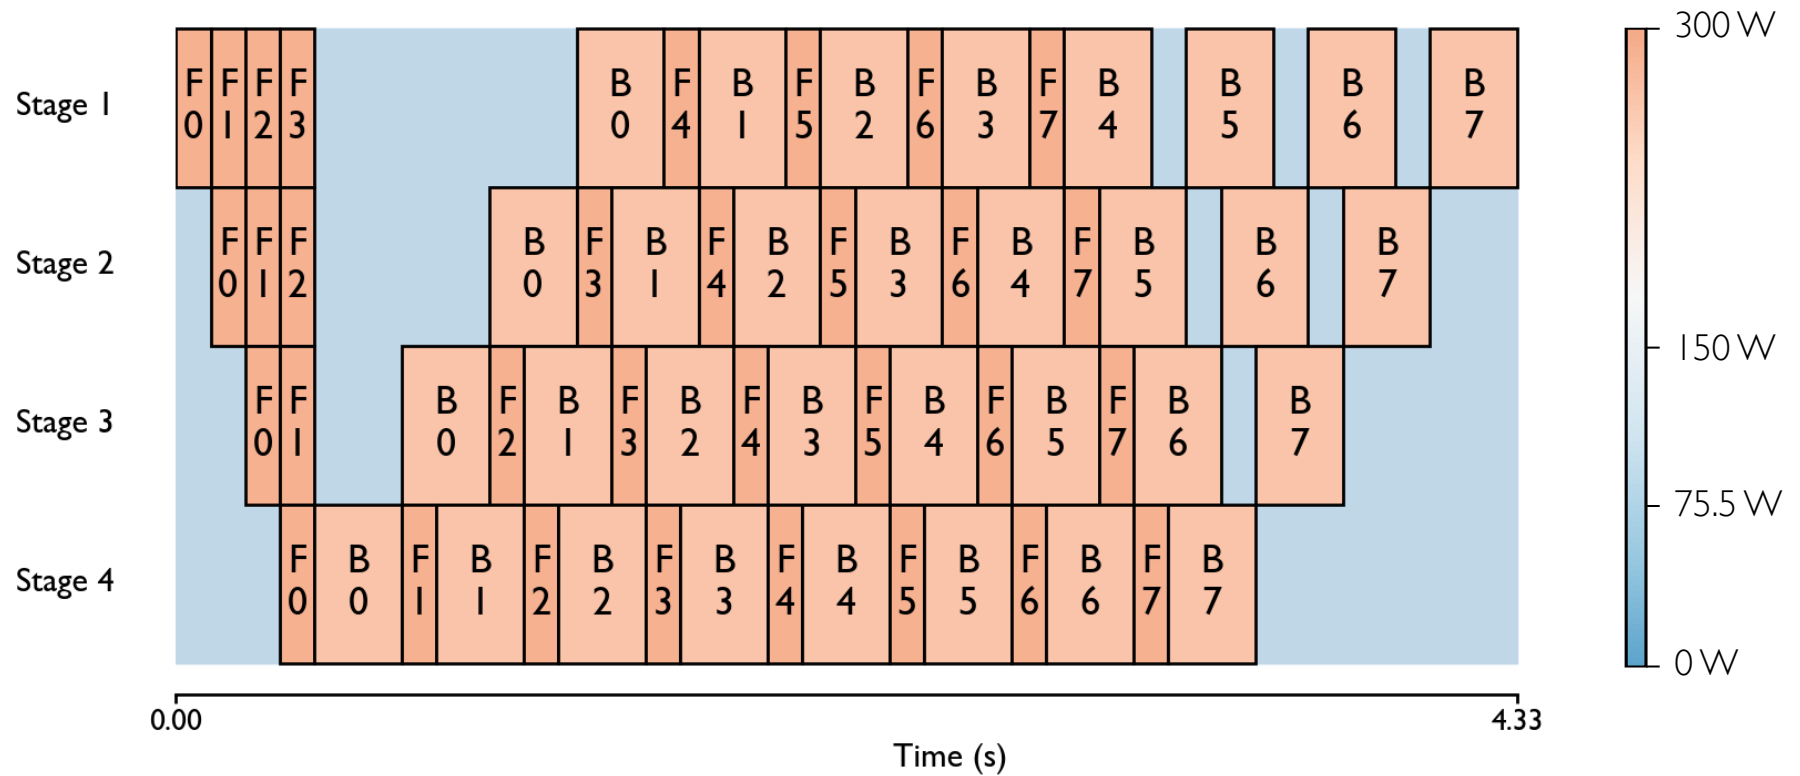 300 W
F F F F B F B F B F B F B B B B
0 1 2 3 0 4 1 5 2 6 3 7 4 5 6 7
Stage 1
F F F B F B F B F B F B F B B B
0 1 2 0 3 1 4 2 5 3 6 4 7 5 6 7
Stage 2
150 W
F F B F B F B F B F B F B F B B
0 1 0 2 1 3 2 4 3 5 4 6 5 7 6 7
Stage 3
75.5 W
F B F B F B F B F B F B F B F B
0 0 1 1 2 2 3 3 4 4 5 5 6 6 7 7
Stage 4
0 W
0.00
4.33
Time (s)